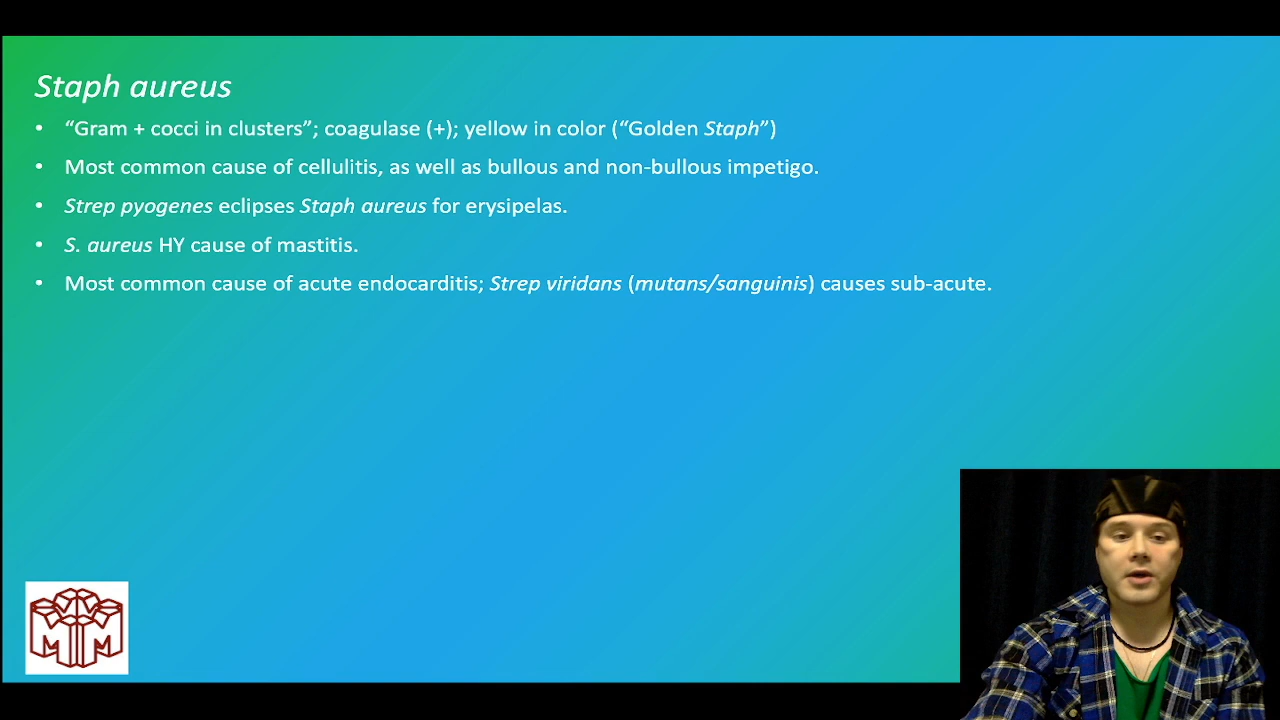 Staph aureus
• “Gram + cocci in clusters”; coagulase (+); yellow in color (“Golden Staph”)
• Most common cause of cellulitis, as well as bullous and non-bullous impetigo.
• Strep pyogenes eclipses Staph aureus for erysipelas.
• S. aureus HY cause of mastitis.
• Most common cause of acute endocarditis; Strep viridans (mutans/sanguinis) causes sub-acute.
M M